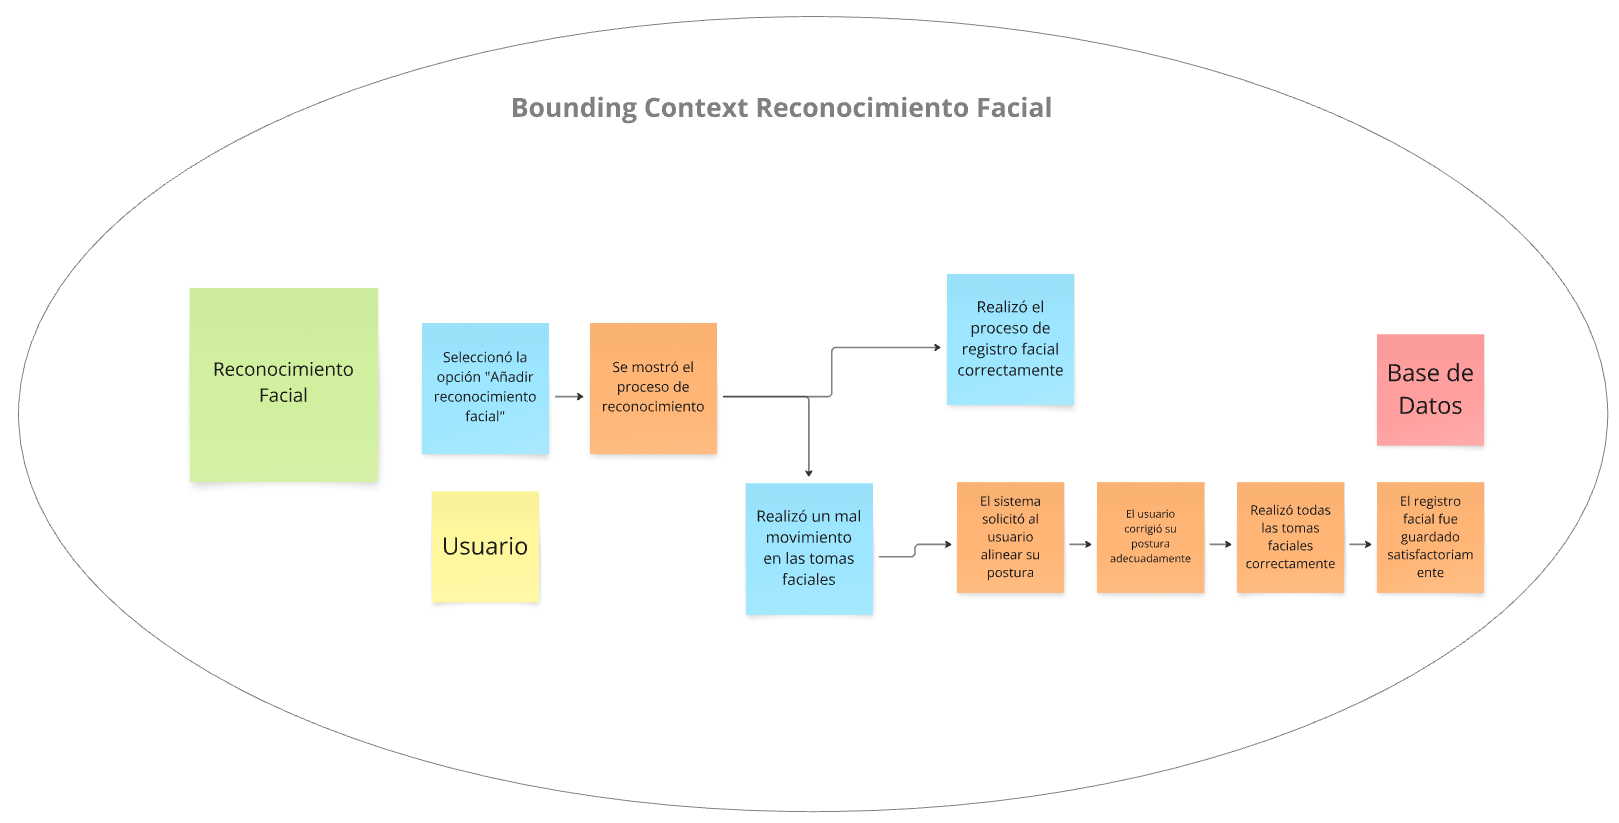 Bounding Context Reconocimiento Facial
Reconocimiento
Facial
Seleccionó la
opción "Añadir
reconocimiento
facial"
Usuario
Se mostró el
proceso de
reconocimiento
Realizó el
proceso de
registro facial
correctamente
Realizó un mal
movimiento
en las tomas
faciales
El sistema
solicitó al
usuario
alinear su
postura
El usuario
corrigió su
postura
adecuadamente
Realizó todas
las tomas
faciales
correctamente
Base de
Datos
El registro
facial fue
guardado
satisfactoriam
ente